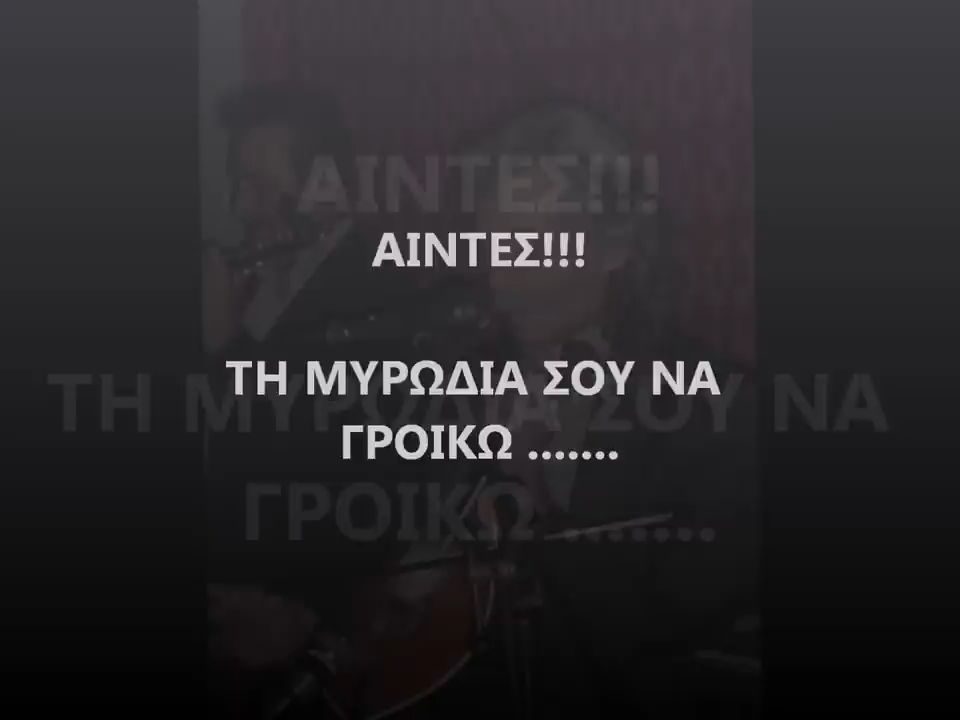 ΑΙΝΤΕΣ!!!
ΤΗ ΜΥΡΩΔΙΑ ΣΟΥ ΝΑ
ΓΡΟΙΚΩ .......